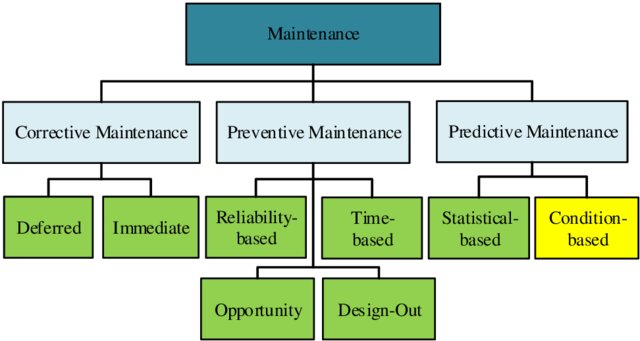 Maintenance
Corrective Maintenance
Preventive Maintenance
Predictive Maintenance
Deferred
Immediate
Reliability-
based
Time-
based
Statistical-
based
Condition-
based
Opportunity
Design-Out